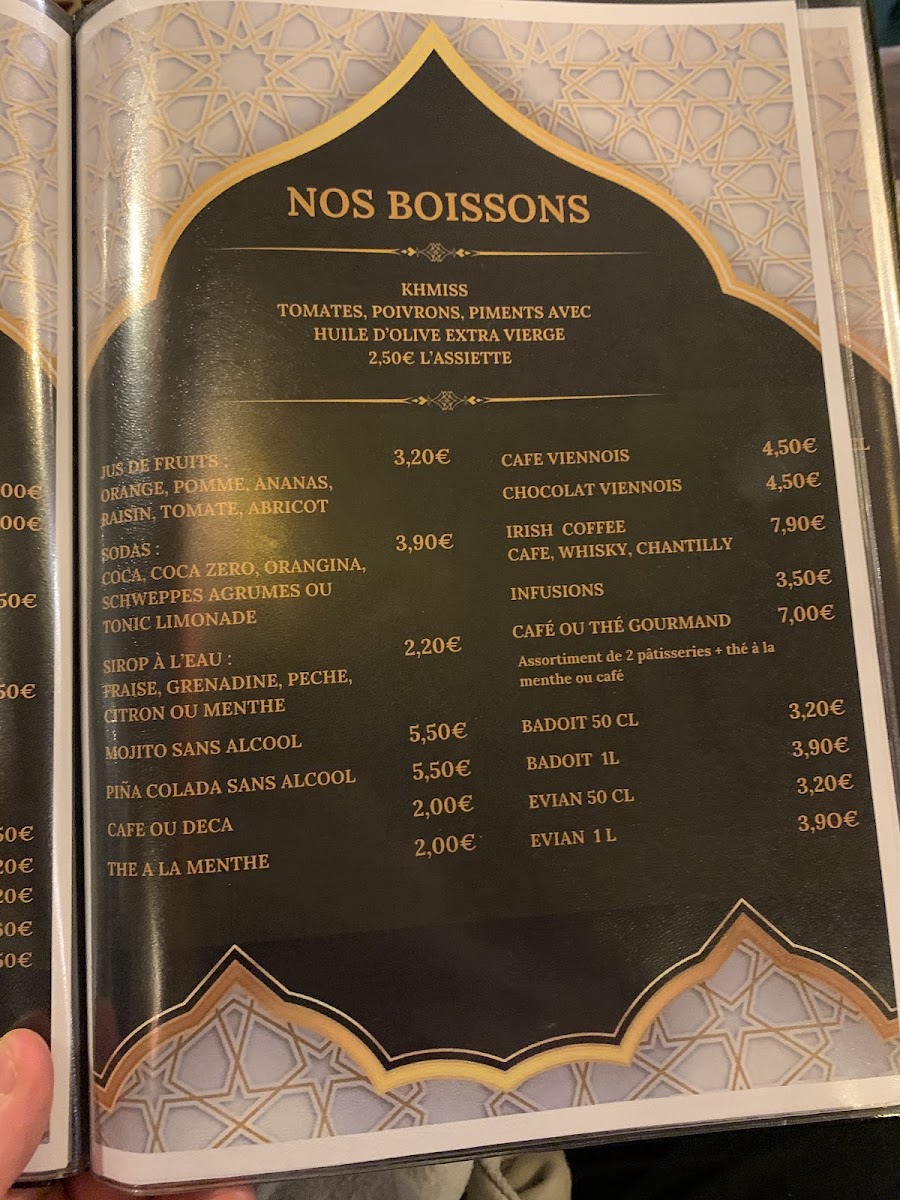 NOS BOISSONS
KHMISS
TOMATES, POIVRONS, PIMENTS AVEC
HUILE D'OLIVE EXTRA VIERGE
2,50€ L'ASSIETTE
JUS DE FRUITS : 3,20€
ORANGE, POMME, ANANAS,
RAISIN, TOMATE, ABRICOT
SODAS : 3,90€
COCA, COCA ZERO, ORANGINA,
SCHWEPPES AGRUMES OU
TONIC LIMONADE
SIROP À L'EAU : 2,20€
FRAISE, GRENADINE, PECHE,
CITRON OU MENTHE
MOJITO SANS ALCOOL 5,50€
PIÑA COLADA SANS ALCOOL 5,50€
CAFE OU DECA 2,00€
THE A LA MENTHE 2,00€
CAFE VIENNOIS 4,50€
CHOCOLAT VIENNOIS 4,50€
IRISH COFFEE 7,90€
CAFE, WHISKY, CHANTILLY
INFUSIONS 3,50€
CAFÉ OU THÉ GOURMAND 7,00€
Assortiment de 2 pâtisseries + thé à la
menthe ou café
BADOIT 50 CL 3,20€
BADOIT 1L 3,90€
EVIAN 50 CL 3,20€
EVIAN 1 L 3,90€